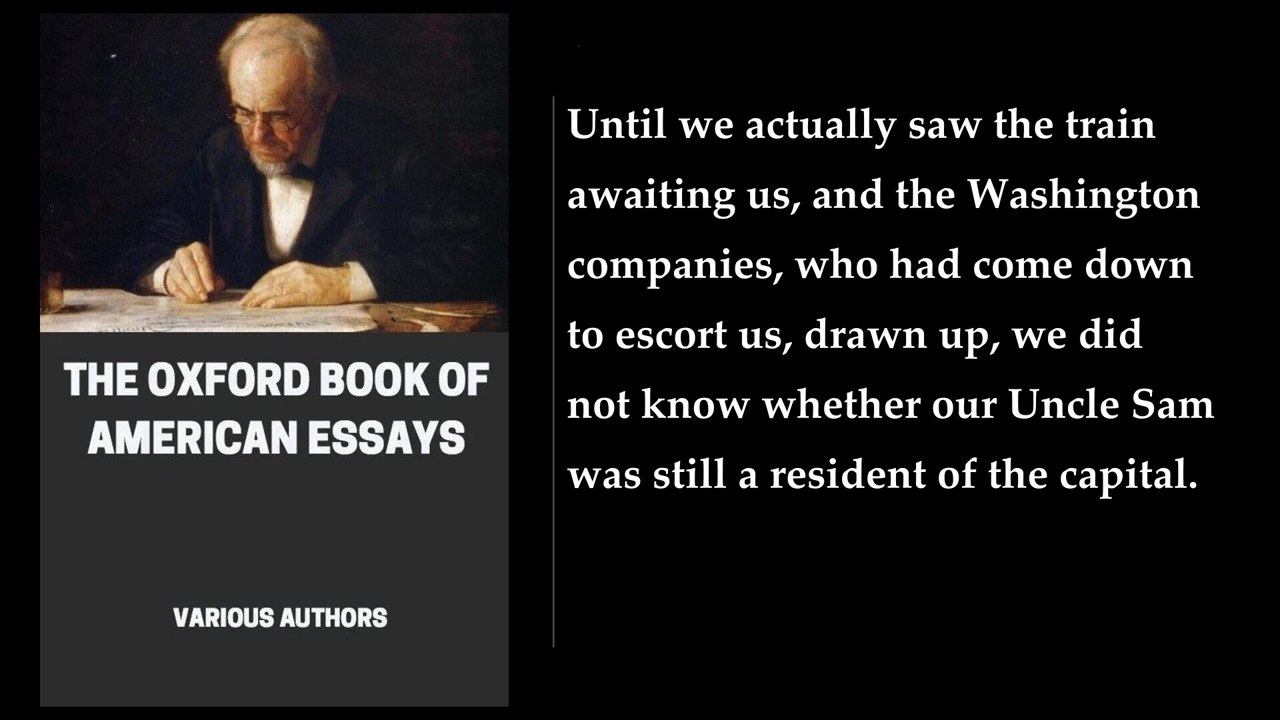 THE OXFORD BOOK OF
AMERICAN ESSAYS
VARIOUS AUTHORS
Until we actually saw the train
awaiting us, and the Washington
companies, who had come down
to escort us, drawn up, we did
not know whether our Uncle Sam
was still a resident of the capital.